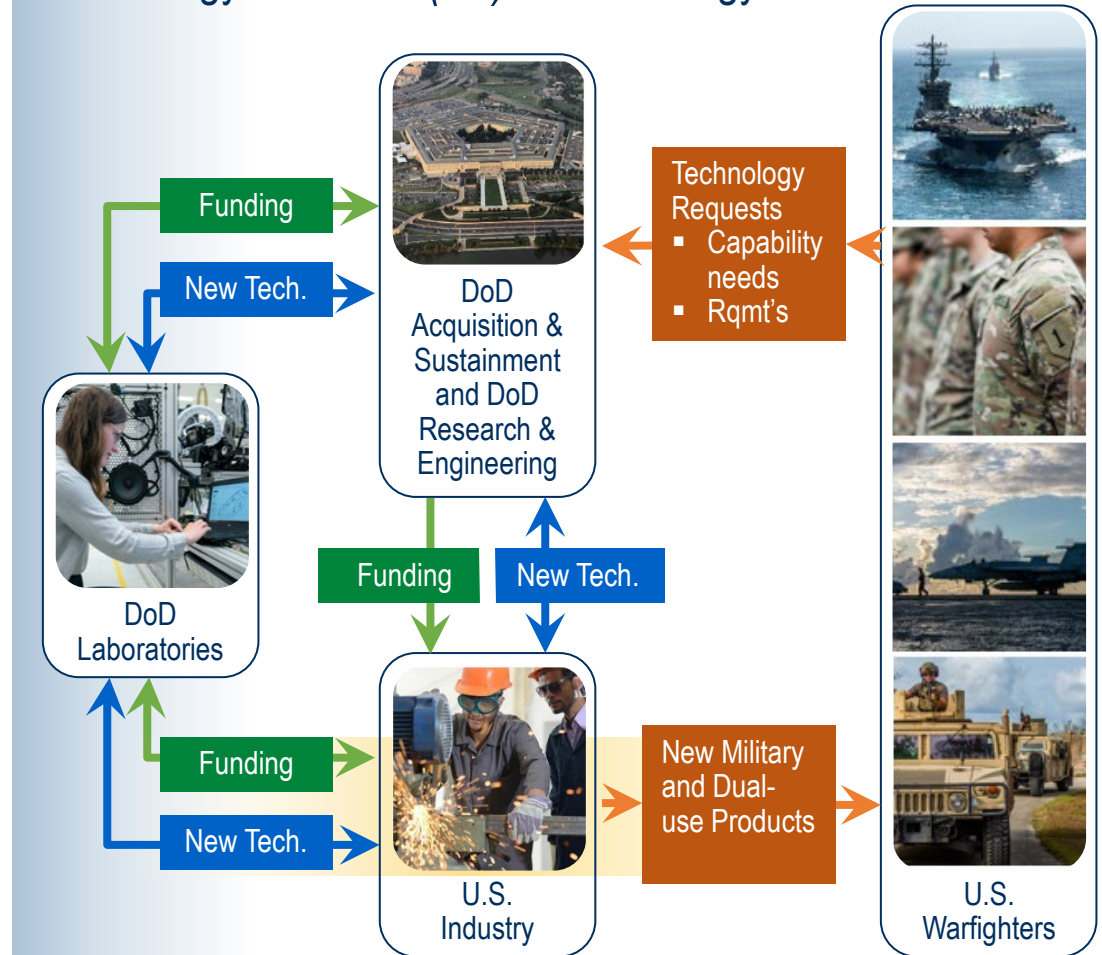 Funding
New Tech.
DoD
Acquisition &
Sustainment
and DoD
Research &
Engineering
Technology
Requests
▪ Capability
needs
▪ Rqmt's
DoD
Laboratories
Funding
New Tech.
Funding
New Tech.
U.S.
Industry
New Military
and Dual-
use Products
U.S.
Warfighters